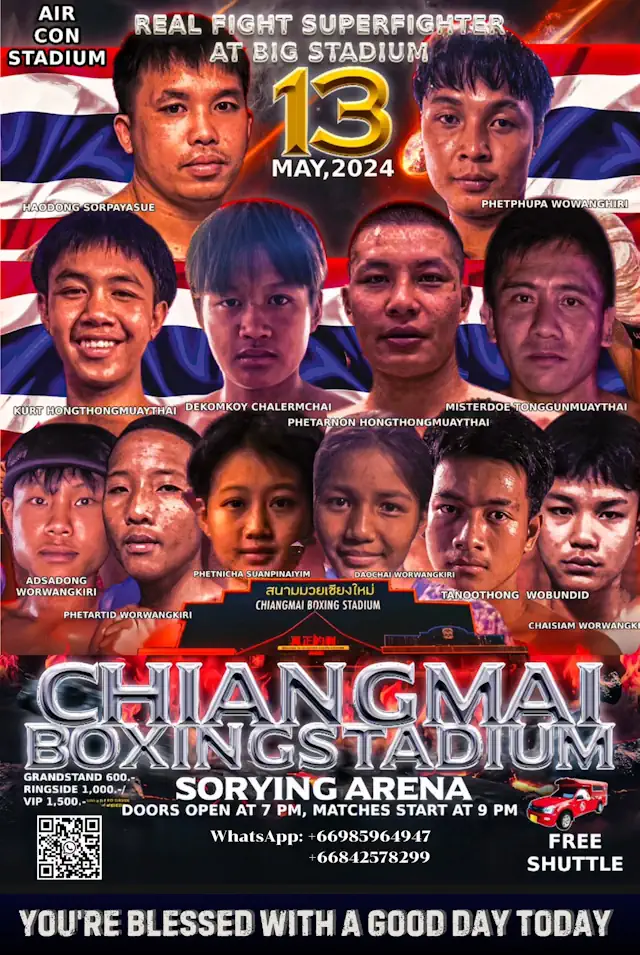 AIR
CON
STADIUM
REAL FIGHT SUPERFIGHTER
AT BIG STADIUM
13
MAY,2024
HAODONG SORPAYASUE
PHETPHUPA WOWANGHIRI
KURT HONGTHONGMUAYTHAI
DEKOMKOY CHALERMCHAI
MISTERDOE TONGGUNMUAYTHAI
PHETARNON HONGTHONGMUAYTHAI
ADSADONG
WORWANGKIRI
PHETARTID WORWANGKIRI
PHETNICHA SUANPINAIYIM
DAOCHAI WORWANGKIRI
TANOOTHONG WOBUNDID
CHAISIAM WORWANGKI
สนามมวยเชียงใหม่
CHIANGMAI BOXING STADIUM
CHIANGMAI
BOXINGSTADIUM
GRANDSTAND 600.-
RINGSIDE 1,000.-/
VIP 1,500.-
SORYING ARENA
DOORS OPEN AT 7 PM, MATCHES START AT 9 PM
WhatsApp: +66985964947
+66842578299
FREE
SHUTTLE
YOU'RE BLESSED WITH A GOOD DAY TODAY